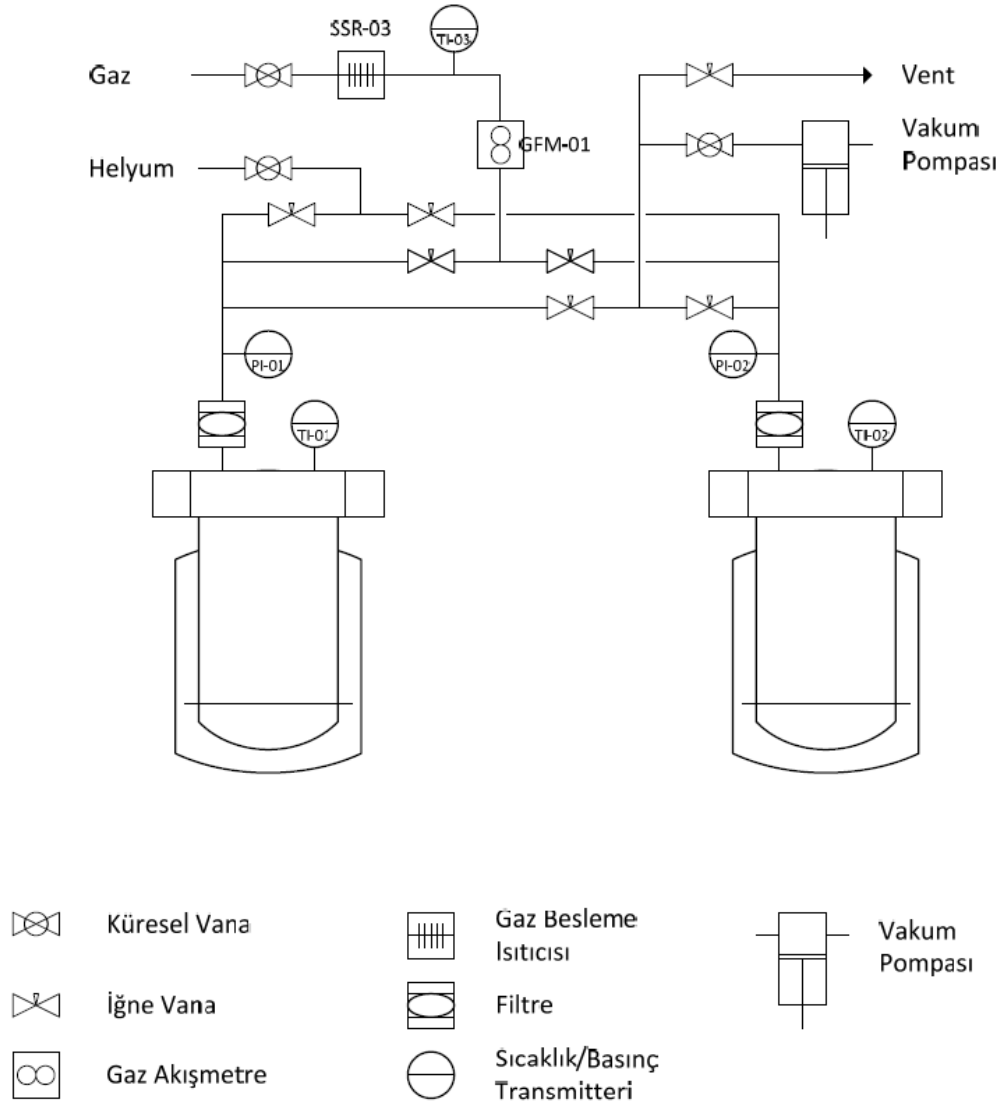 SSR-03
TI-03
Gaz
Vent
GFM-01
Vakum
Pompası
Helyum
PI-01
PI-02
TI-01
TI-02
Küresel Vana
Gaz Besleme
Isıtıcısı
Vakum
Pompası
İğne Vana
Filtre
Gaz Akışmetre
Sıcaklık/Basınç
Transmitteri